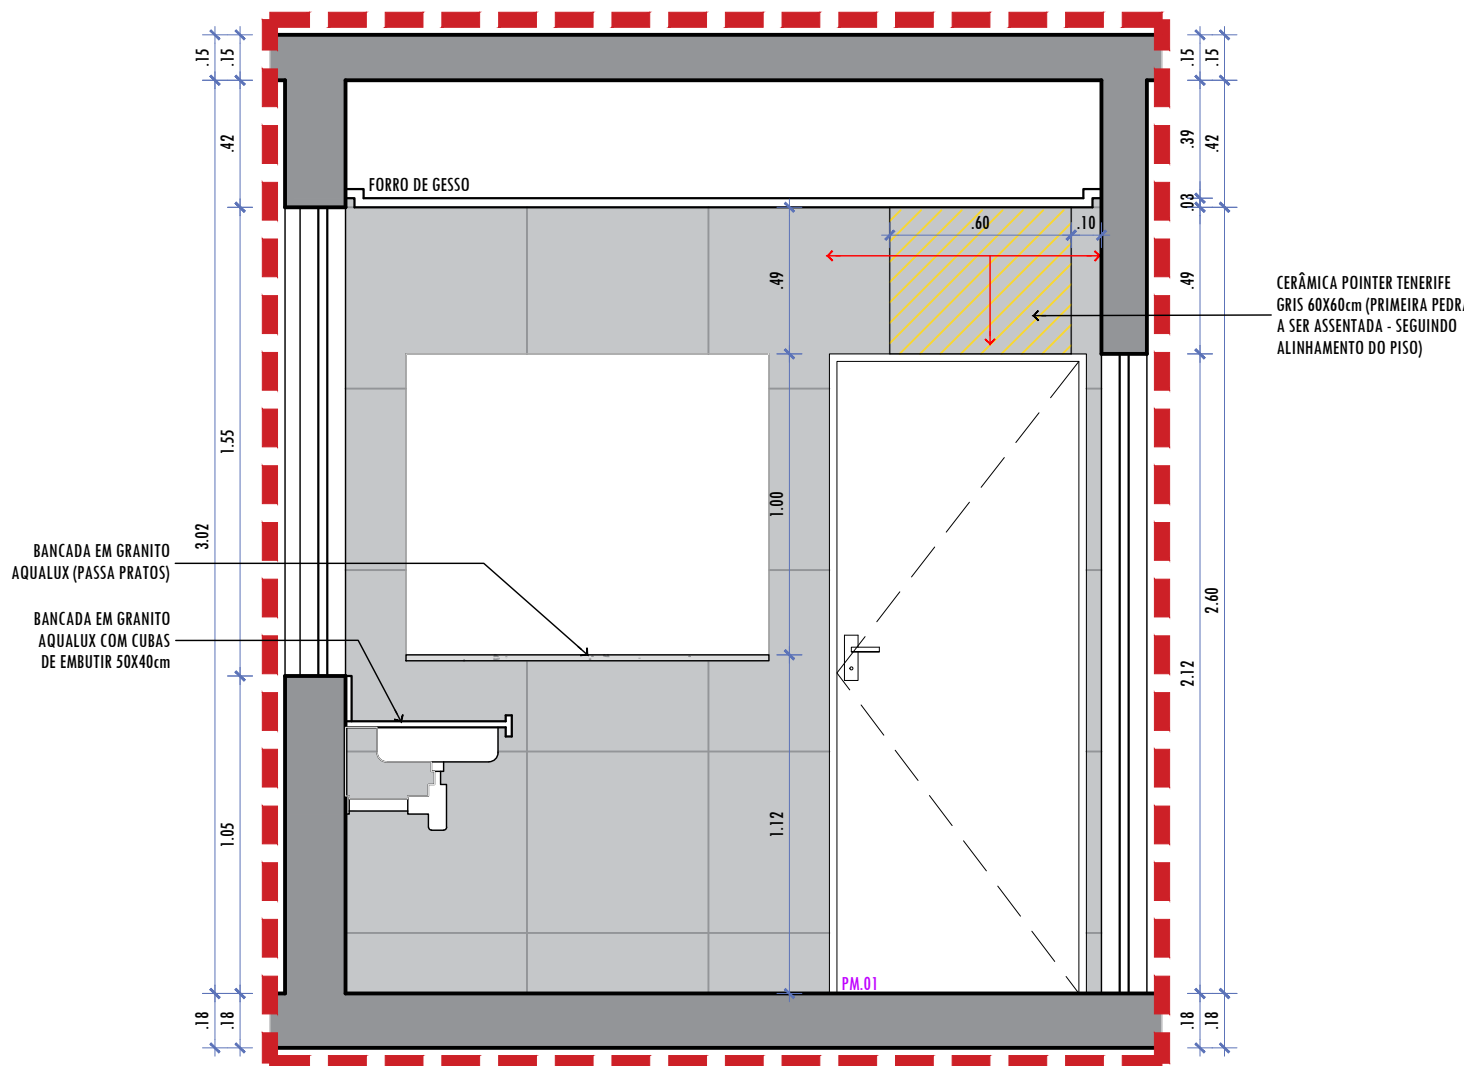 .15
.15
.15
.15
.42
.39
.42
FORRO DE GESSO
.03
.60
.10
.49
.49
CERÂMICA POINTER TENERIFE
GRIS 60X60cm (PRIMEIRA PEDRA
A SER ASSENTADA - SEGUINDO
ALINHAMENTO DO PISO)
1.55
1.00
3.02
BANCADA EM GRANITO
AQUALUX (PASSA PRATOS)
2.60
BANCADA EM GRANITO
AQUALUX COM CUBAS
DE EMBUTIR 50X40cm
2.12
1.05
1.12
PM.01
.18
.18
.18
.18